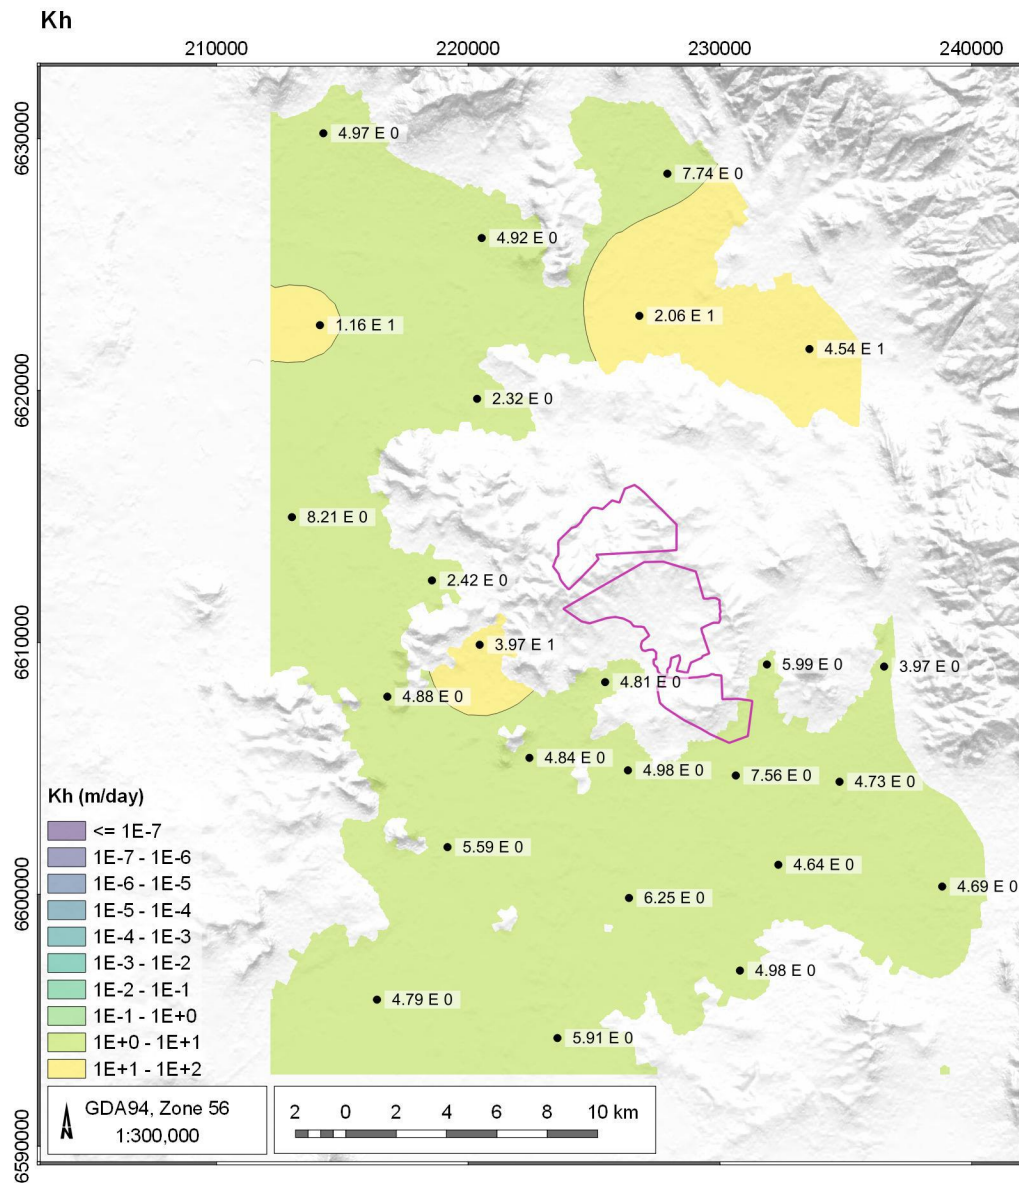 Kh
210000 220000 230000 240000
6630000
4.97 E 0
7.74 E 0
4.92 E 0
1.16 E 1
2.06 E 1
4.54 E 1
6620000
2.32 E 0
8.21 E 0
2.42 E 0
6610000
3.97 E 1
5.99 E 0
3.97 E 0
4.88 E 0
4.81 E 0
4.84 E 0
4.98 E 0
7.56 E 0
4.73 E 0
5.59 E 0
4.64 E 0
4.69 E 0
6600000
6.25 E 0
4.98 E 0
4.79 E 0
5.91 E 0
6590000
Kh (m/day)
<= 1E-7
1E-7 - 1E-6
1E-6 - 1E-5
1E-5 - 1E-4
1E-4 - 1E-3
1E-3 - 1E-2
1E-2 - 1E-1
1E-1 - 1E+0
1E+0 - 1E+1
1E+1 - 1E+2
N
GDA94, Zone 56
1:300,000
2 0 2 4 6 8 10 km